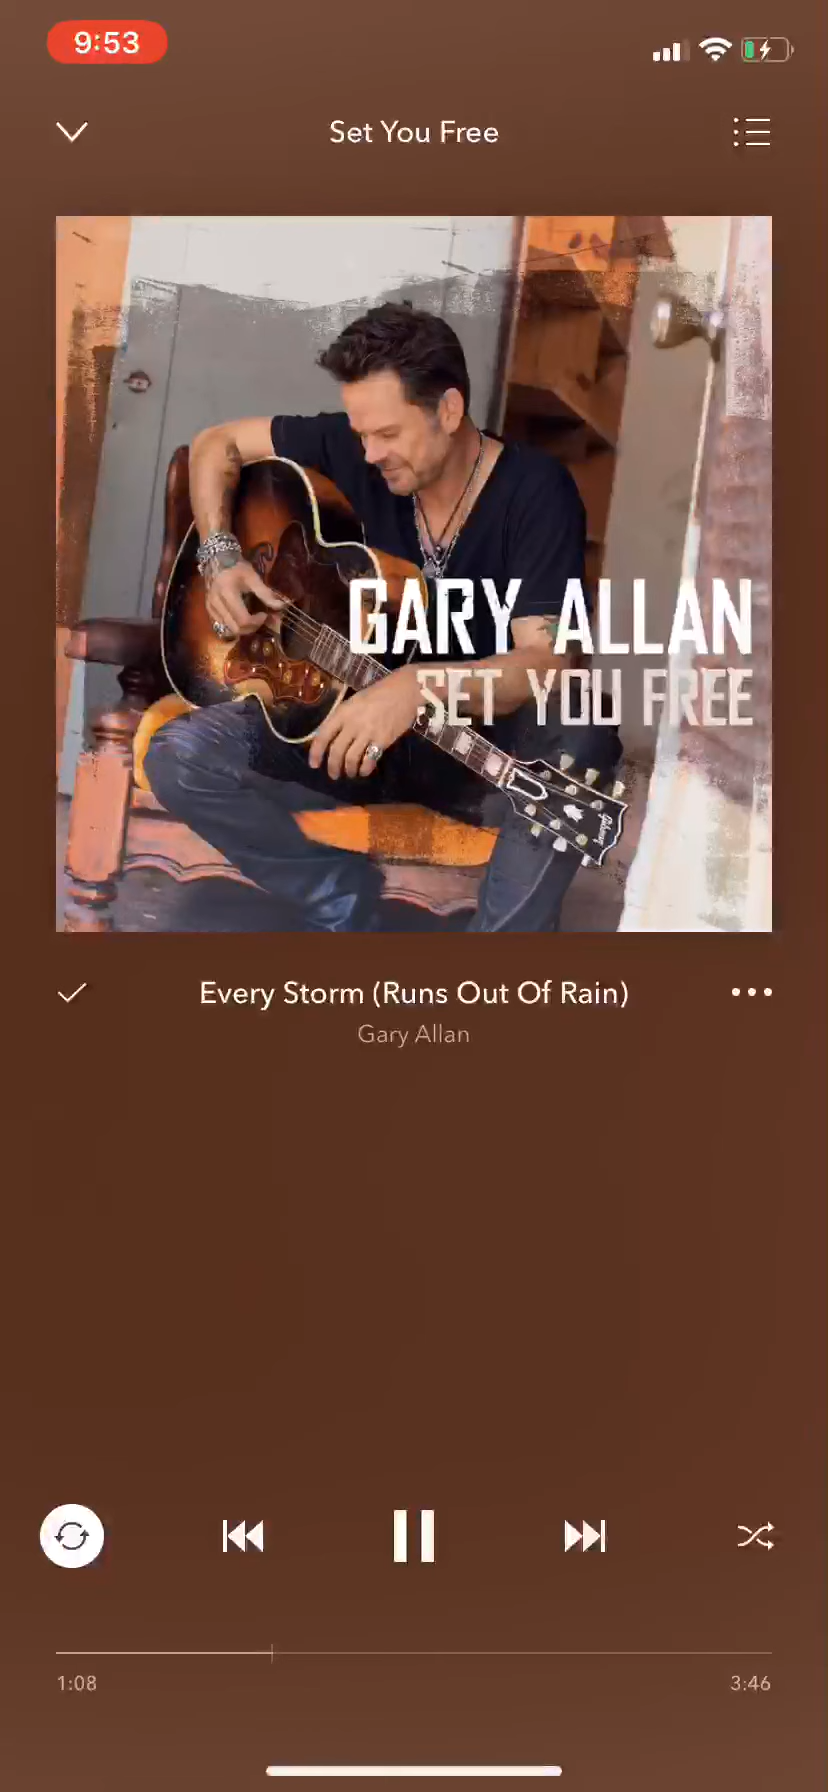 9:53
Set You Free
GARY ALLAN
SET YOU FREE
Gibson
Every Storm (Runs Out Of Rain)
Gary Allan
1:08
3:46